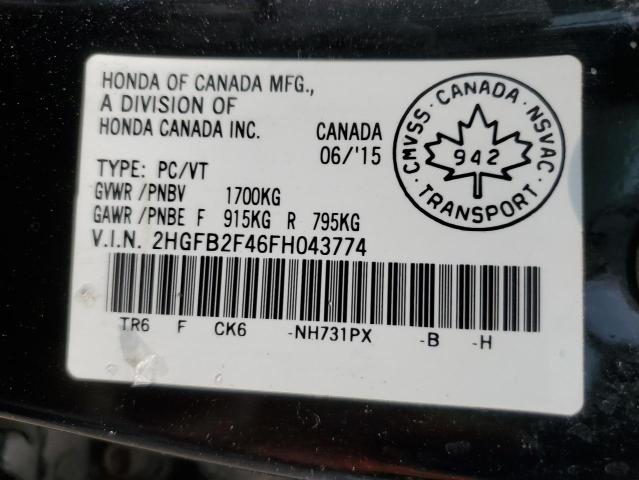 HONDA OF CANADA MFG.,
A DIVISION OF
HONDA CANADA INC.
CANADA
06/'15
CMVSS · CANADA · NSVAC
942
· TRANSPORT ·
TYPE: PC/VT
GVWR /PNBV 1700KG
GAWR /PNBE F 915KG R 795KG
V.I.N. 2HGFB2F46FH043774
TR6 F CK6 -NH731PX -B -H